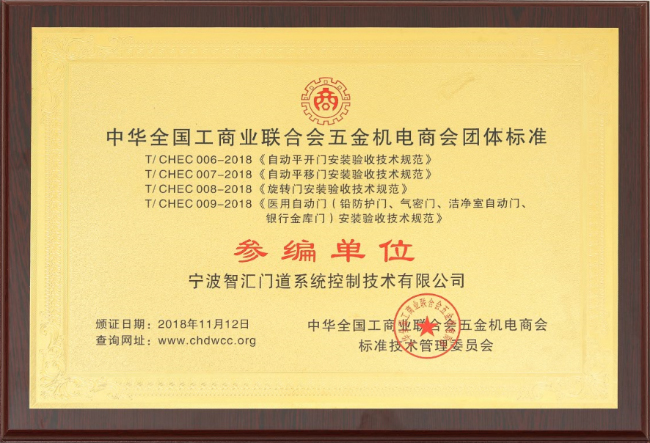 商
中华全国工商业联合会五金机电商会团体标准
T/CHEC 006-2018《自动平开门安装验收技术规范》
T/CHEC 007-2018《自动平移门安装验收技术规范》
T/CHEC 008-2018《旋转门安装验收技术规范》
T/CHEC 009-2018《医用自动门（铅防护门、气密门、洁净室自动门、
银行金库门）安装验收技术规范》
参编单位
宁波智汇门道系统控制技术有限公司
颁证日期：2018年11月12日
查询网址：www.chdwcc.org
中华全国工商业联合会五金机电商会
标准技术管理委员会